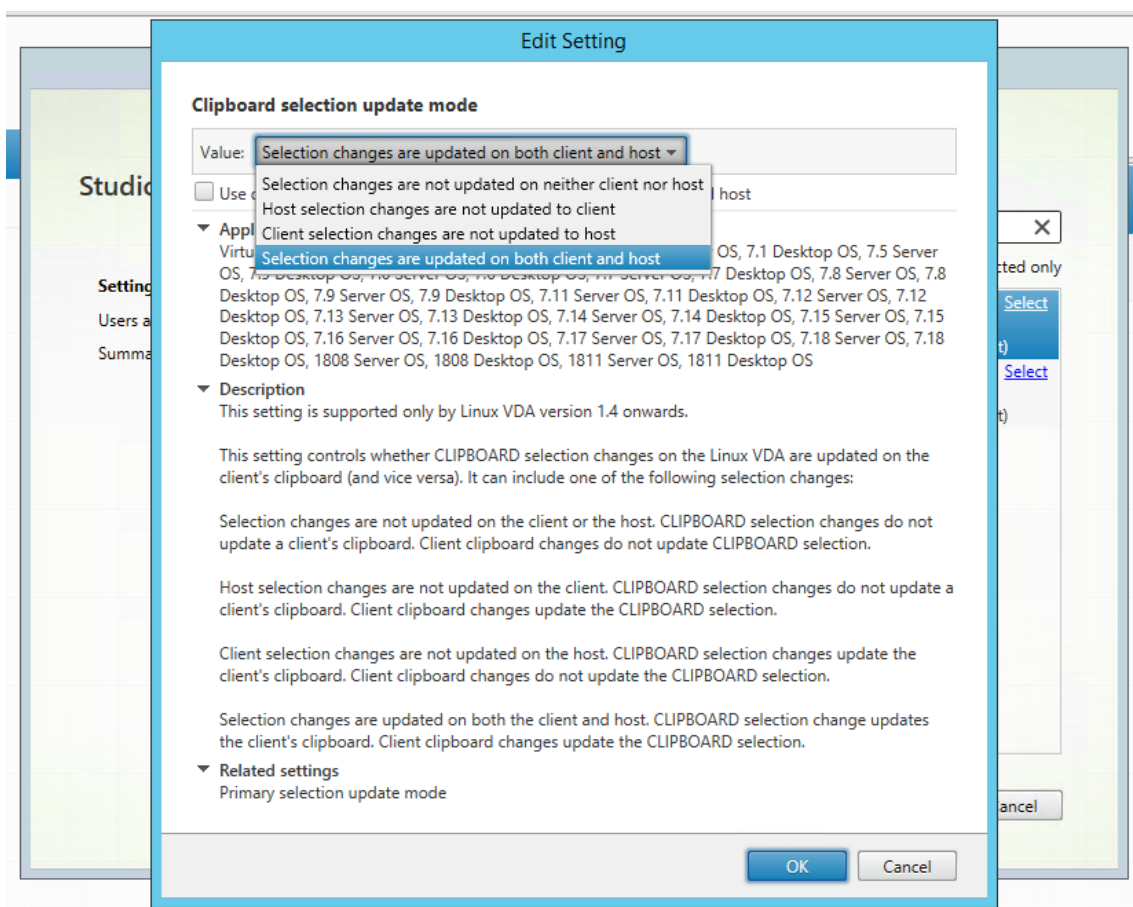 Edit Setting
Clipboard selection update mode
Value: Selection changes are updated on both client and host
Selection changes are not updated on neither client nor host
Host selection changes are not updated to client
Client selection changes are not updated to host
Selection changes are updated on both client and host
Use
host
OS, 7.1 Desktop OS, 7.5 Server
Desktop OS, 7.8 Server OS, 7.8
Desktop OS, 7.9 Server OS, 7.9 Desktop OS, 7.11 Server OS, 7.11 Desktop OS, 7.12 Server OS, 7.12
Desktop OS, 7.13 Server OS, 7.13 Desktop OS, 7.14 Server OS, 7.14 Desktop OS, 7.15 Server OS, 7.15
Desktop OS, 7.16 Server OS, 7.16 Desktop OS, 7.17 Server OS, 7.17 Desktop OS, 7.18 Server OS, 7.18
Desktop OS, 1808 Server OS, 1808 Desktop OS, 1811 Server OS, 1811 Desktop OS
Description
This setting is supported only by Linux VDA version 1.4 onwards.
This setting controls whether CLIPBOARD selection changes on the Linux VDA are updated on the
client's clipboard (and vice versa). It can include one of the following selection changes:
Selection changes are not updated on the client or the host. CLIPBOARD selection changes do not
update a client's clipboard. Client clipboard changes do not update CLIPBOARD selection.
Host selection changes are not updated on the client. CLIPBOARD selection changes do not update a
client's clipboard. Client clipboard changes update the CLIPBOARD selection.
Client selection changes are not updated on the host. CLIPBOARD selection changes update the
client's clipboard. Client clipboard changes do not update the CLIPBOARD selection.
Selection changes are updated on both the client and host. CLIPBOARD selection change updates
the client's clipboard. Client clipboard changes update the CLIPBOARD selection.
Related settings
Primary selection update mode
OK
Cancel
Studio
Setting
Users a
Summa
cted only
Select
t)
Select
t)
ancel